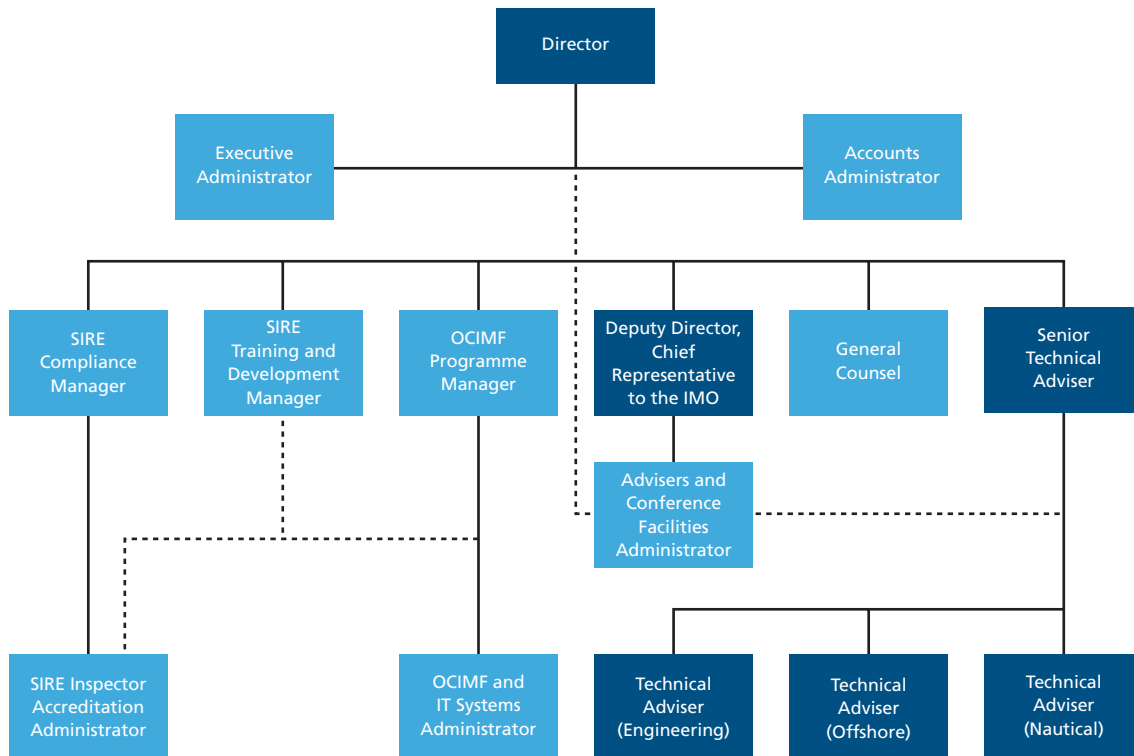 Director
Executive
Administrator
Accounts
Administrator
SIRE
Compliance
Manager
SIRE
Training and
Development
Manager
OCIMF
Programme
Manager
Deputy Director,
Chief
Representative
to the IMO
General
Counsel
Senior
Technical
Adviser
Advisers and
Conference
Facilities
Administrator
SIRE Inspector
Accreditation
Administrator
OCIMF and
IT Systems
Administrator
Technical
Adviser
(Engineering)
Technical
Adviser
(Offshore)
Technical
Adviser
(Nautical)